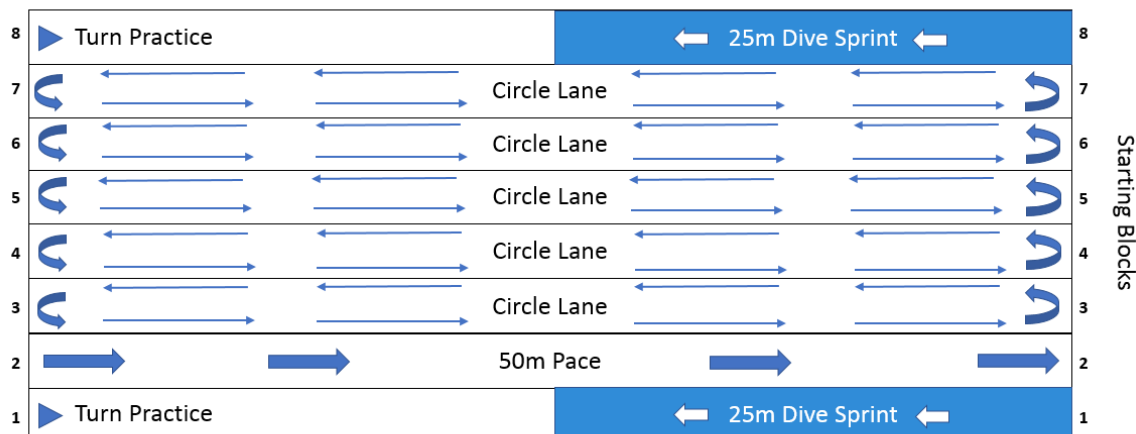 8 Turn Practice 25m Dive Sprint 8
7 Circle Lane 7
6 Circle Lane 6
5 Circle Lane 5
4 Circle Lane 4
3 Circle Lane 3
2 50m Pace 2
1 Turn Practice 25m Dive Sprint 1
Starting Blocks